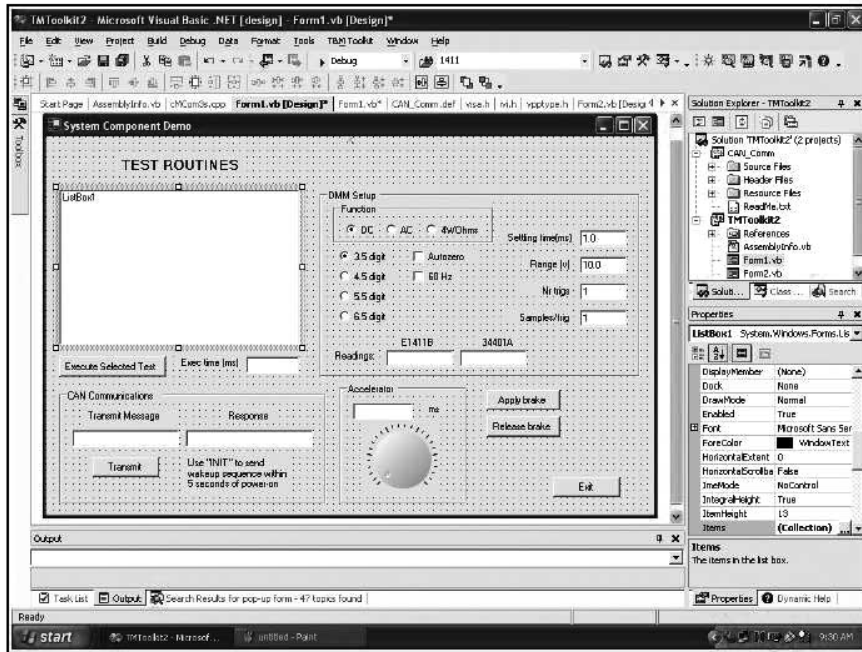 TMToolkit2 - Microsoft Visual Basic .NET [design] - Form1.vb [Design]*
File Edit View Project Build Debug Data Format Tools T&M Toolkit Window Help
Debug 1411
Start Page AssemblyInfo.vb cMCom3s.cpp Form1.vb [Design]* Form1.vb* CAN_Comm.def visa.h ivi.h vpptype.h Form2.vb [Desig
Toolbox
System Component Demo
TEST ROUTINES
ListBox1
Execute Selected Test Exec time (ms)
DMM Setup
Function
DC AC 4W/Ohms
3.5 digit Autozero
4.5 digit 60 Hz
5.5 digit
6.5 digit
Settling time(ms) 1.0
Range (v) 10.0
Nr trigs 1
Samples/trig 1
E1411B 34401A
Readings:
CAN Communications
Transmit Message Response
Transmit
Use "INIT" to send
wakeup sequence within
5 seconds of power-on
Accelerator
ms
Apply brake
Release brake
Exit
Solution Explorer - TMToolkit2
Solution 'TMToolkit2' (2 projects)
CAN_Comm
Source Files
Header Files
Resource Files
ReadMe.txt
TMToolkit2
References
AssemblyInfo.vb
Form1.vb
Form2.vb
Soluti... Class ... Search
Properties
ListBox1 System.Windows.Forms.Lis
DisplayMember (None)
Dock None
DrawMode Normal
Enabled True
Font Microsoft Sans Ser
ForeColor WindowText
HorizontalExtent 0
HorizontalScrollba False
ImeMode NoControl
IntegralHeight True
ItemHeight 13
Items (Collection) ...
Items
The items in the list box.
Properties Dynamic Help
Output
Task List Output Search Results for pop-up form - 47 topics found
Ready
start TMToolkit2 - Microsof... untitled - Paint 9:30 AM